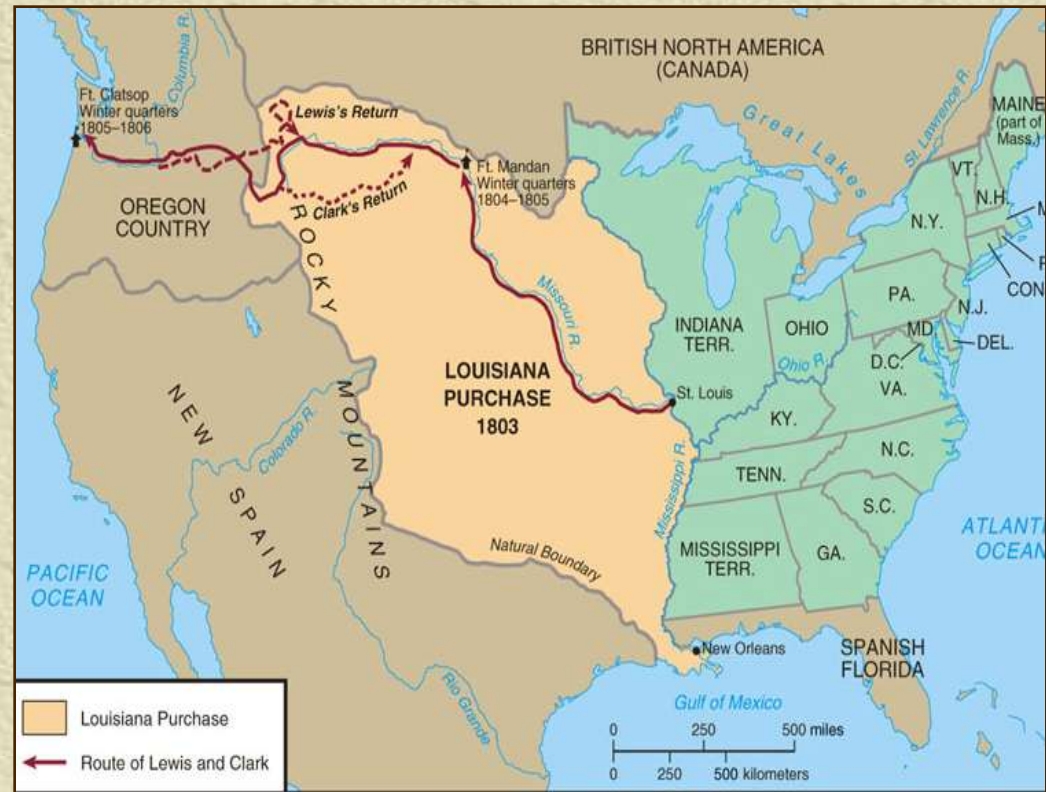 BRITISH NORTH AMERICA
(CANADA)
Columbia R.
Ft. Clatsop
Winter quarters
1805–1806
Lewis's Return
Great Lakes
St. Lawrence R.
MAINE
(part of
Mass.)
VT.
N.H.
M
Ft. Mandan
Winter quarters
1804–1805
Clark's Return
OREGON
COUNTRY
N.Y.
CON
ROCKY
MOUNTAINS
Missouri R.
PA.
N.J.
INDIANA
TERR.
OHIO
Ohio R.
MD.
DEL.
D.C.
VA.
LOUISIANA
PURCHASE
1803
St. Louis
KY.
NEW
SPAIN
Colorado R.
Mississippi R.
TENN.
N.C.
S.C.
ATLANTI
OCEAN
Natural Boundary
MISSISSIPPI
TERR.
GA.
PACIFIC
OCEAN
New Orleans
SPANISH
FLORIDA
Rio Grande
Gulf of Mexico
Louisiana Purchase
Route of Lewis and Clark
0 250 500 miles
0 250 500 kilometers